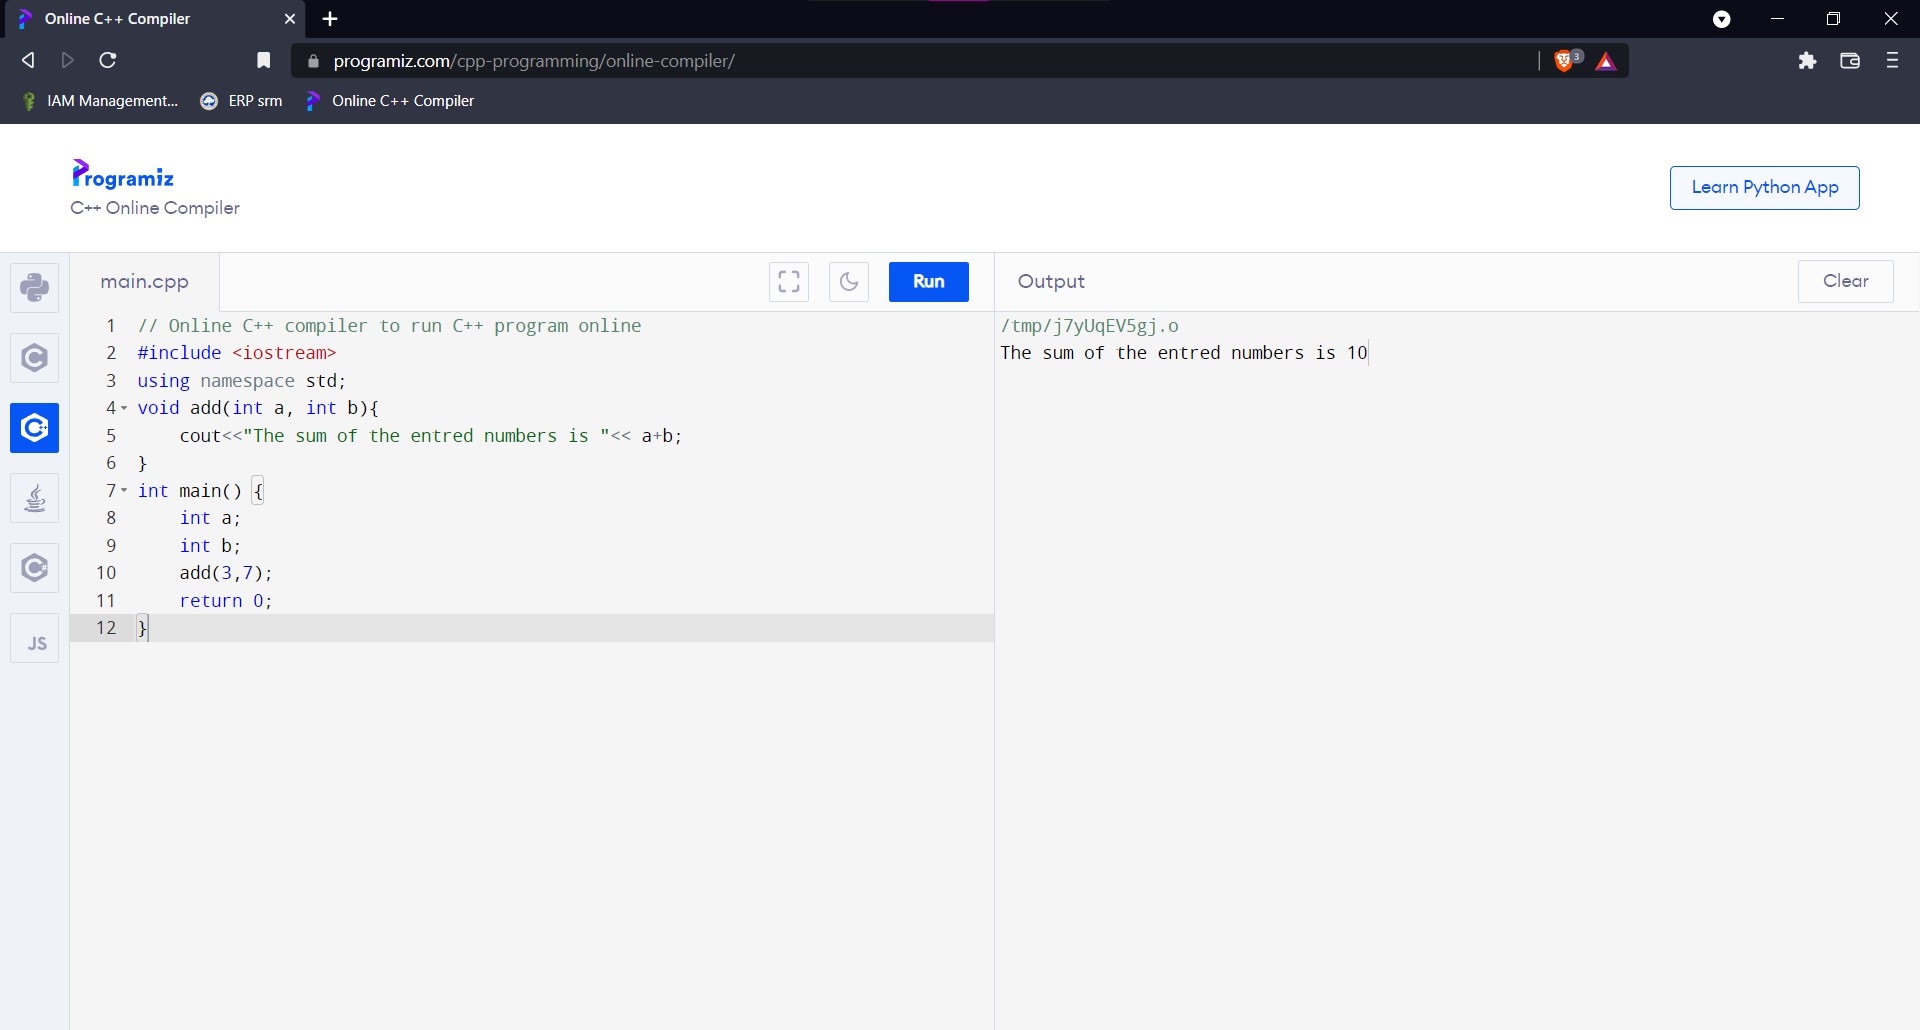 Online C++ Compiler
programiz.com/cpp-programming/online-compiler/
3
IAM Management... ERP srm Online C++ Compiler
Programiz
C++ Online Compiler
Learn Python App
main.cpp
Run
Output
Clear
1 // Online C++ compiler to run C++ program online
2 #include <iostream>
3 using namespace std;
4 void add(int a, int b){
5     cout<<"The sum of the entred numbers is "<< a+b;
6 }
7 int main() {
8     int a;
9     int b;
10     add(3,7);
11     return 0;
12 }
/tmp/j7yUqEV5gj.o
The sum of the entred numbers is 10
C
C++
C#
JS